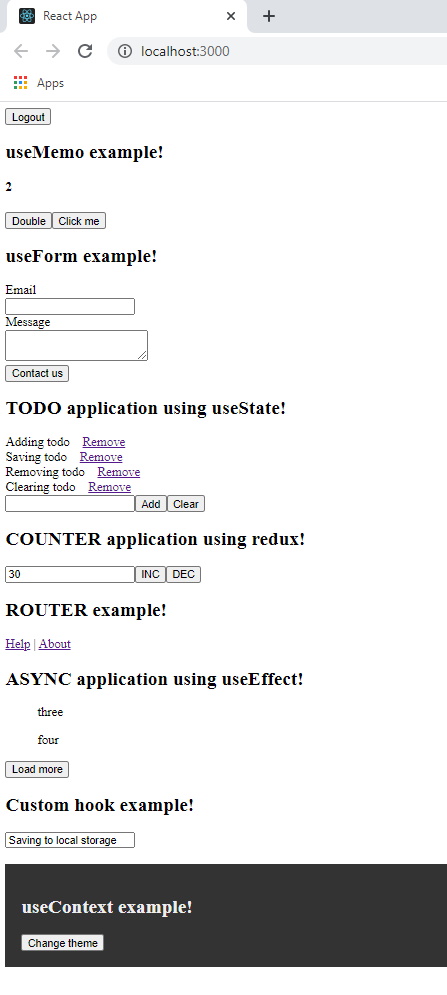 React App
localhost:3000
Apps
Logout
useMemo example!
2
Double Click me
useForm example!
Email
Message
Contact us
TODO application using useState!
Adding todo Remove
Saving todo Remove
Removing todo Remove
Clearing todo Remove
Add Clear
COUNTER application using redux!
30 INC DEC
ROUTER example!
Help | About
ASYNC application using useEffect!
three
four
Load more
Custom hook example!
Saving to local storage
useContext example!
Change theme